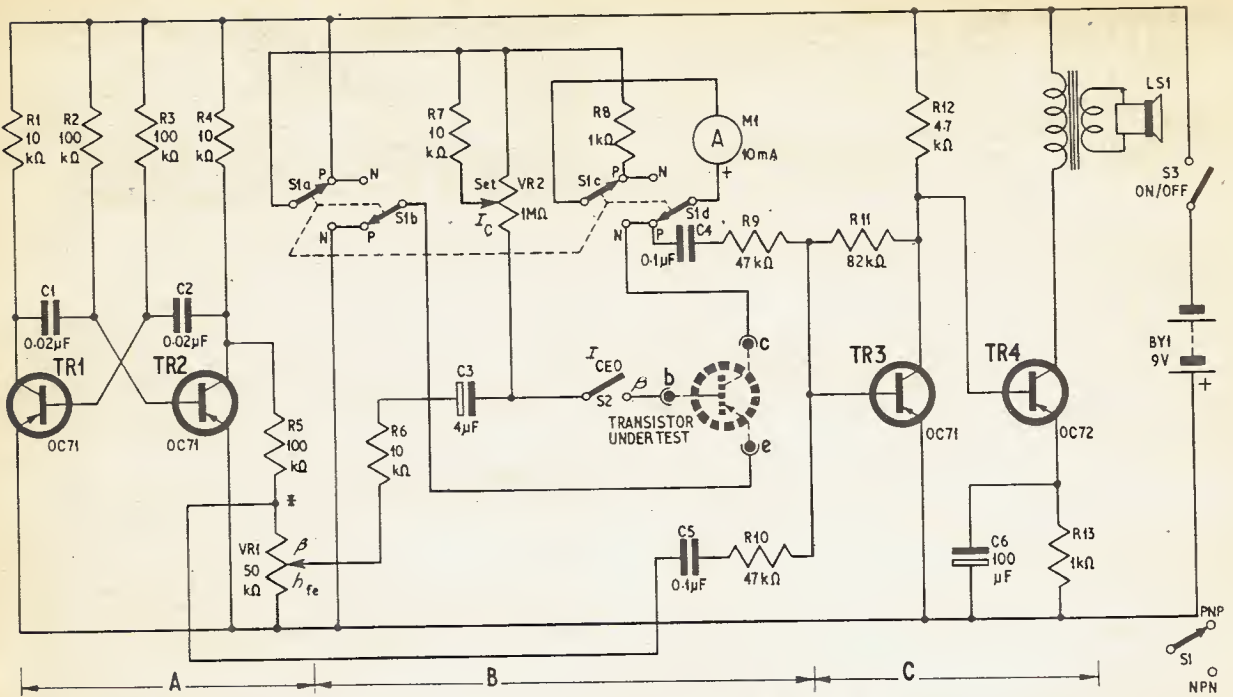 R1
10
kΩ
R2
100
kΩ
R3
100
kΩ
R4
10
kΩ
C1
0·02µF
C2
0·02µF
TR1
OC71
TR2
OC71
R5
100
kΩ
*
VR1
50
kΩ
β
hfe
S1a
P
N
S1b
N
P
R7
10
kΩ
Set
IC
VR2
1MΩ
R8
1kΩ
A
M1
10mA
+
S1c
P
N
S1d
N
P
C4
0·1µF
R9
47kΩ
R11
82kΩ
C3
4µF
R6
10
kΩ
ICEO
S2
β
b
c
e
TRANSISTOR
UNDER TEST
C5
0·1µF
R10
47kΩ
R12
4·7
kΩ
TR3
OC71
TR4
OC72
LS1
C6
100
µF
R13
1kΩ
S3
ON/OFF
BY1
9V
+
PNP
S1
NPN
A
B
C